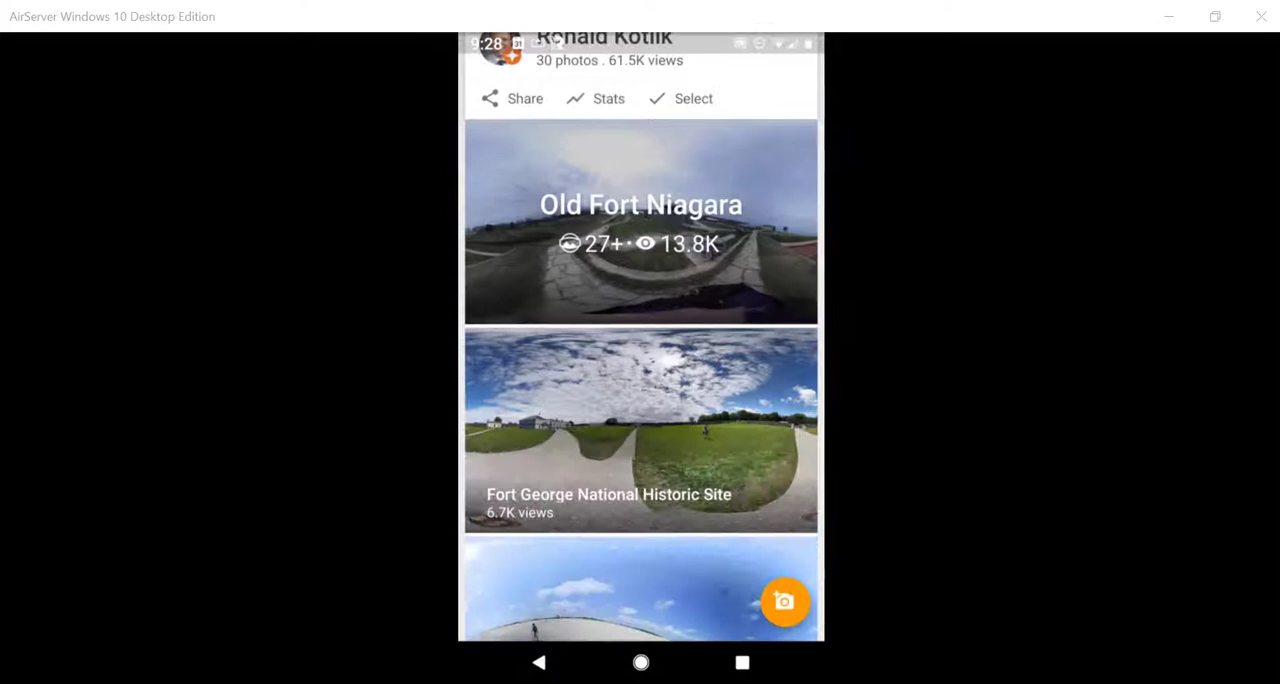 AirServer Windows 10 Desktop Edition
9:28
Ronald Kotlik
30 photos . 61.5K views
Share Stats Select
Old Fort Niagara
27+ · 13.8K
Fort George National Historic Site
6.7K views